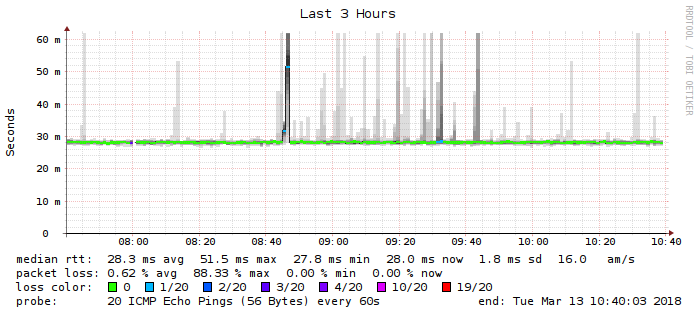 Last 3 Hours
RRDTOOL / TOBI OETIKER
Seconds
60 m
50 m
40 m
30 m
20 m
10 m
0
08:00 08:20 08:40 09:00 09:20 09:40 10:00 10:20 10:40
median rtt: 28.3 ms avg 51.5 ms max 27.8 ms min 28.0 ms now 1.8 ms sd 16.0 am/s
packet loss: 0.62 % avg 88.33 % max 0.00 % min 0.00 % now
loss color: 0 1/20 2/20 3/20 4/20 10/20 19/20
probe: 20 ICMP Echo Pings (56 Bytes) every 60s end: Tue Mar 13 10:40:03 2018